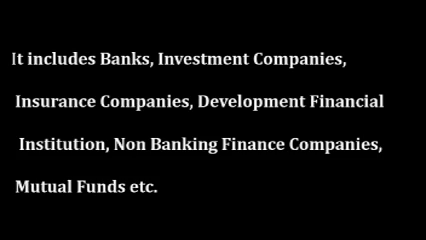 It includes Banks, Investment Companies,
Insurance Companies, Development Financial
Institution, Non Banking Finance Companies,
Mutual Funds etc.